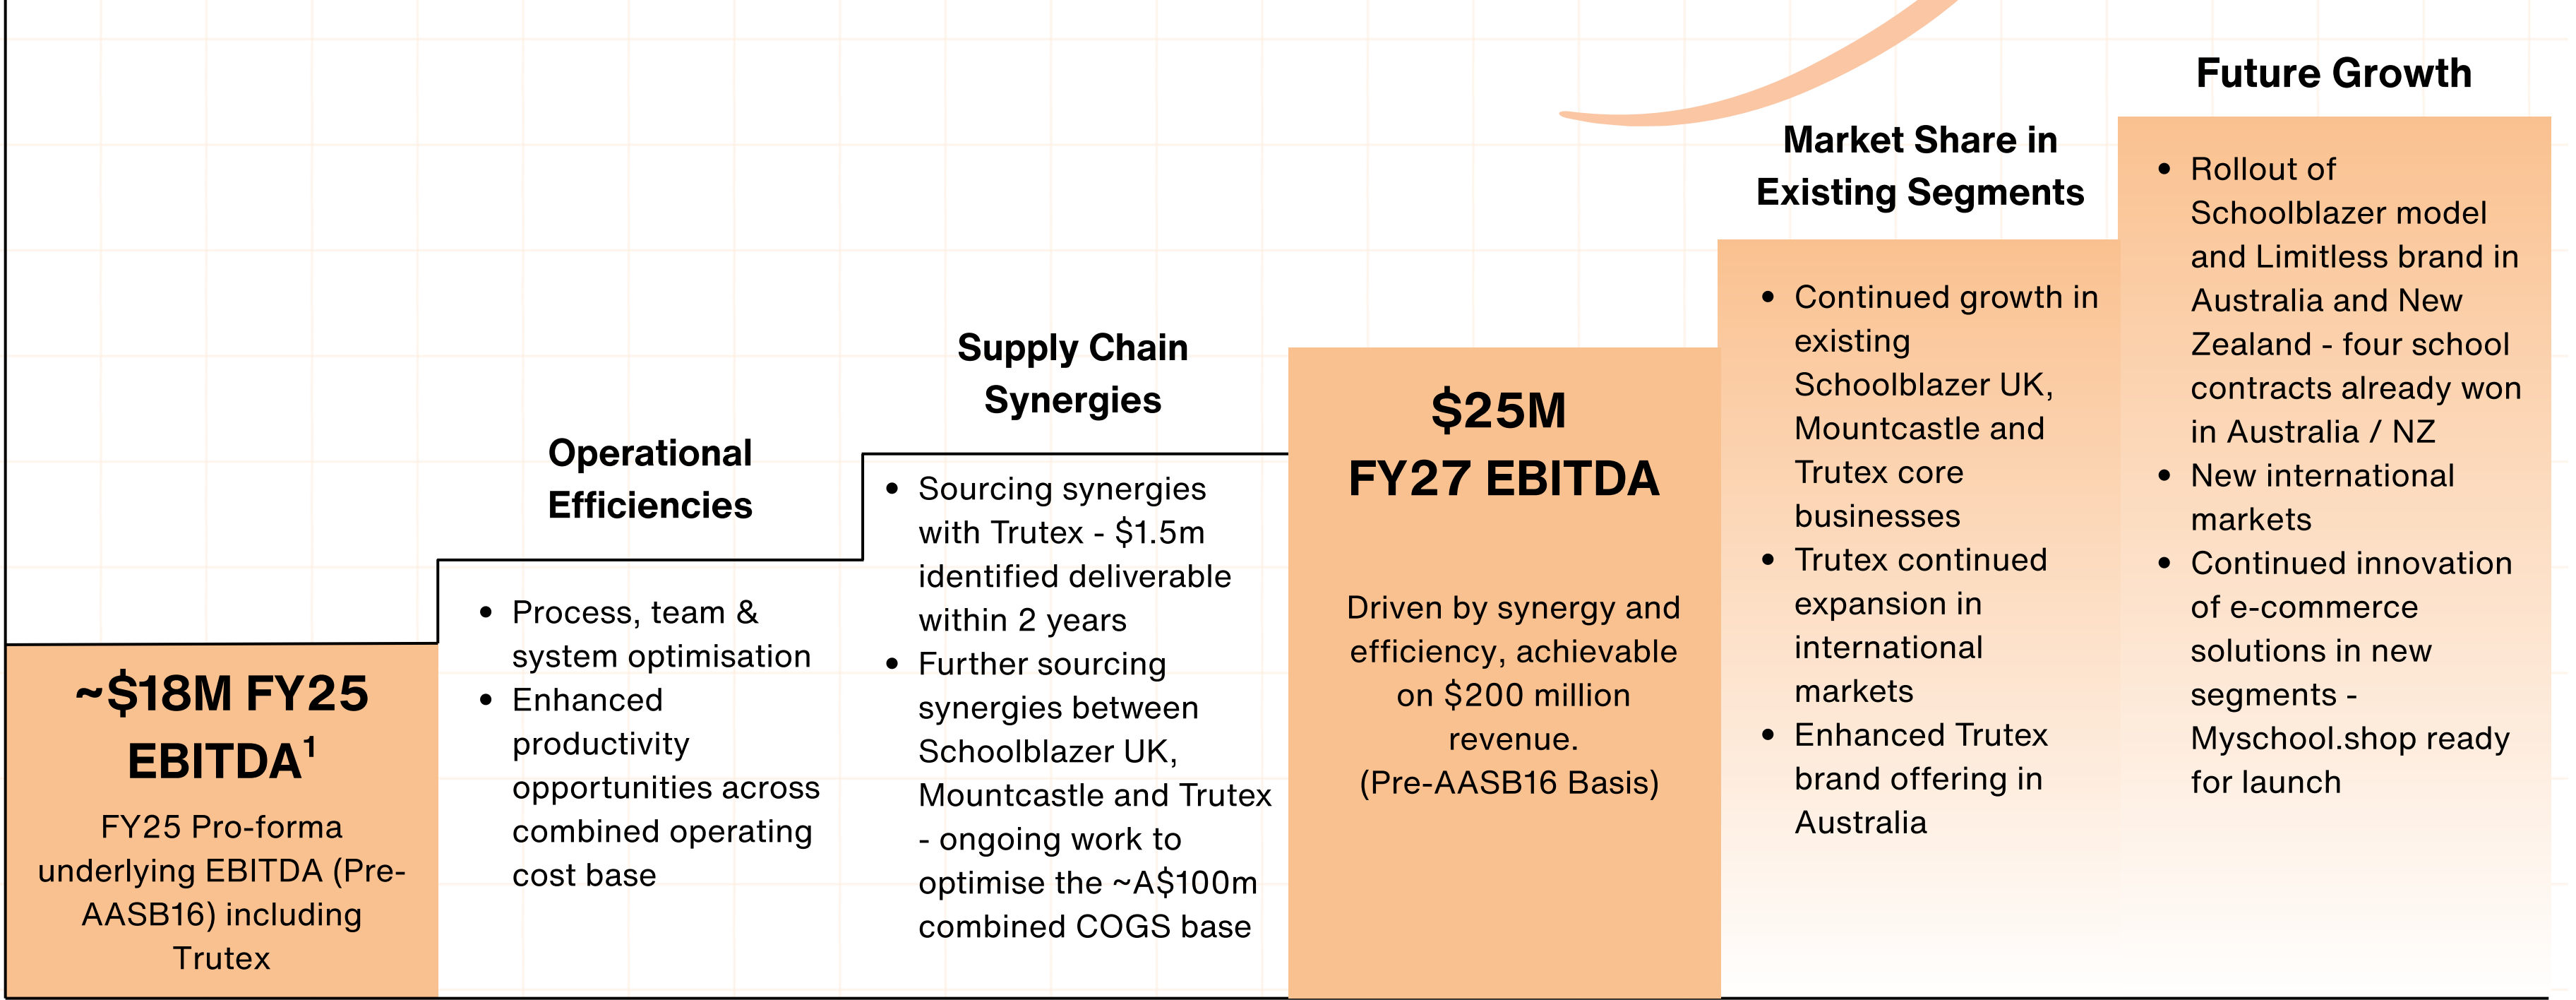 ~$18M FY25
EBITDA¹
FY25 Pro-forma
underlying EBITDA (Pre-
AASB16) including
Trutex
Operational
Efficiencies
• Process, team &
system optimisation
• Enhanced
productivity
opportunities across
combined operating
cost base
Supply Chain
Synergies
• Sourcing synergies
with Trutex - $1.5m
identified deliverable
within 2 years
• Further sourcing
synergies between
Schoolblazer UK,
Mountcastle and Trutex
- ongoing work to
optimise the ~A$100m
combined COGS base
$25M
FY27 EBITDA
Driven by synergy and
efficiency, achievable
on $200 million
revenue.
(Pre-AASB16 Basis)
Market Share in
Existing Segments
• Continued growth in
existing
Schoolblazer UK,
Mountcastle and
Trutex core
businesses
• Trutex continued
expansion in
international
markets
• Enhanced Trutex
brand offering in
Australia
Future Growth
• Rollout of
Schoolblazer model
and Limitless brand in
Australia and New
Zealand - four school
contracts already won
in Australia / NZ
• New international
markets
• Continued innovation
of e-commerce
solutions in new
segments -
Myschool.shop ready
for launch